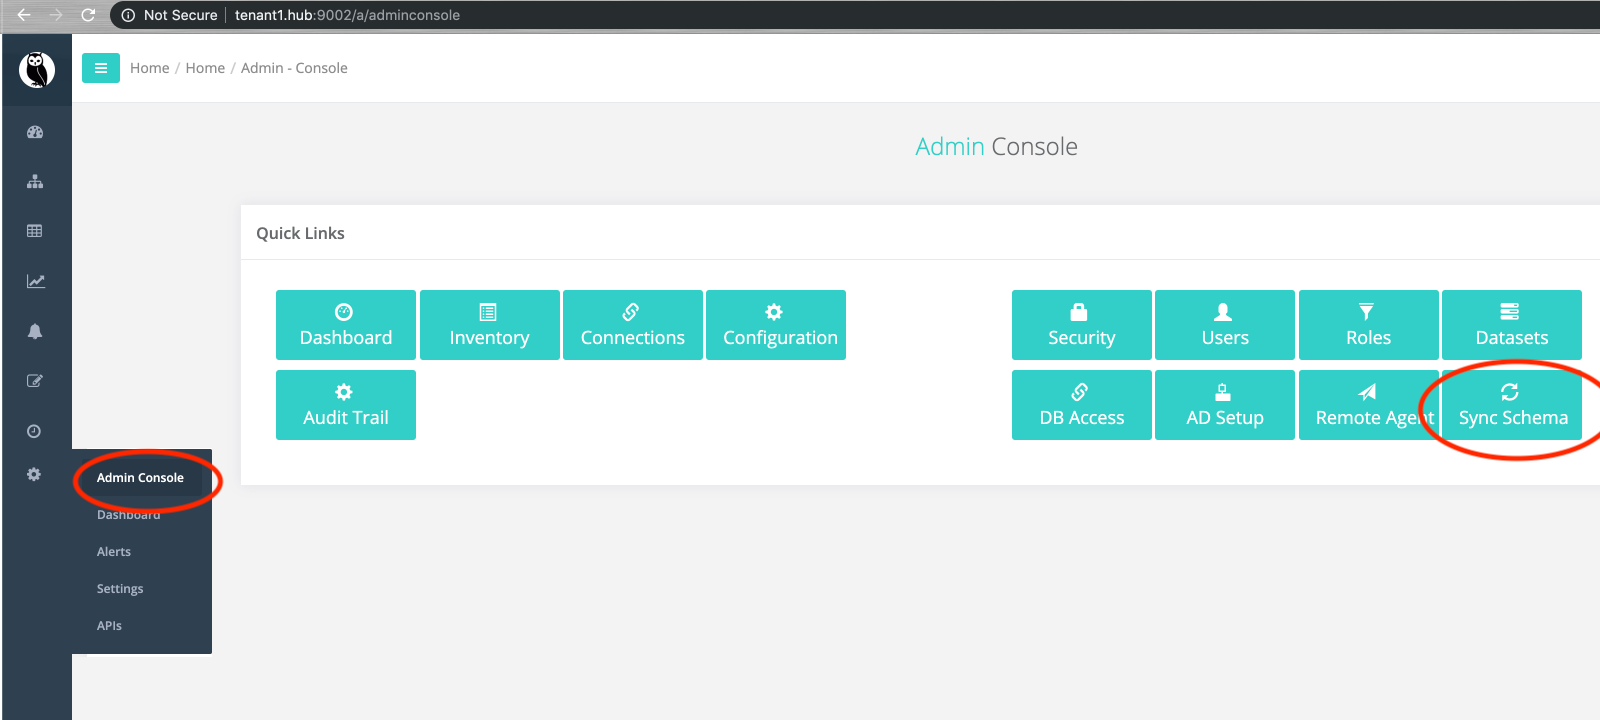 Not Secure tenant1.hub:9002/a/adminconsole
Home / Home / Admin - Console
Admin Console
Quick Links
Dashboard Inventory Connections Configuration
Security Users Roles Datasets
Audit Trail
DB Access AD Setup Remote Agent Sync Schema
Admin Console
Dashboard
Alerts
Settings
APIs